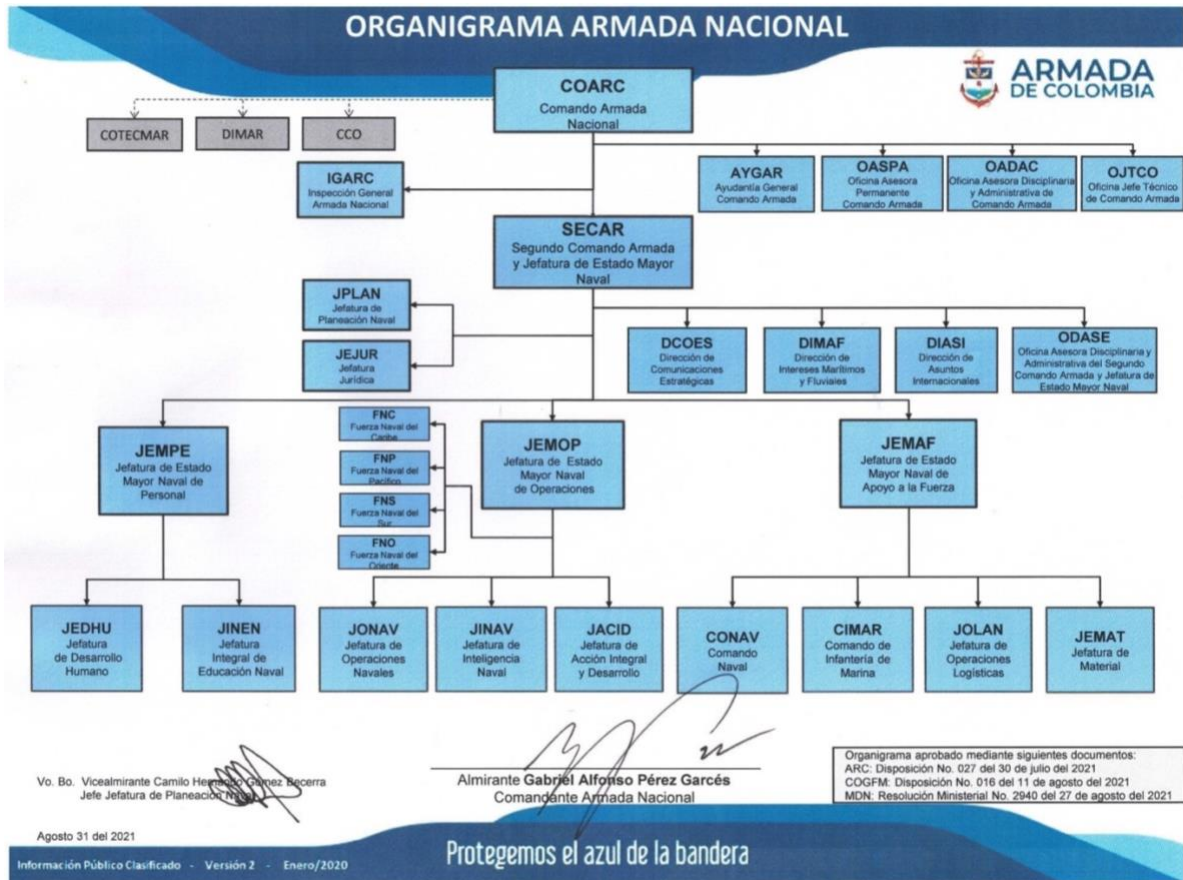 ORGANIGRAMA ARMADA NACIONAL
ARMADA
DE COLOMBIA
COARC
Comando Armada
Nacional
COTECMAR
DIMAR
CCO
IGARC
Inspección General
Armada Nacional
AYGAR
Ayudantía General
Comando Armada
OASPA
Oficina Asesora
Permanente
Comando Armada
OADAC
Oficina Asesora Disciplinaria
y Administrativa de
Comando Armada
OJTCO
Oficina Jefe Técnico
de Comando Armada
SECAR
Segundo Comando Armada
y Jefatura de Estado Mayor
Naval
JPLAN
Jefatura de
Planeación Naval
JEJUR
Jefatura
Jurídica
DCOES
Dirección de
Comunicaciones
Estratégicas
DIMAF
Dirección de
Intereses Marítimos
y Fluviales
DIASI
Dirección de
Asuntos
Internacionales
ODASE
Oficina Asesora Disciplinaria y
Administrativa del Segundo
Comando Armada y Jefatura de
Estado Mayor Naval
JEMPE
Jefatura de Estado
Mayor Naval de
Personal
FNC
Fuerza Naval del
Caribe
FNP
Fuerza Naval del
Pacífico
FNS
Fuerza Naval del
Sur
FNO
Fuerza Naval del
Oriente
JEMOP
Jefatura de Estado
Mayor Naval
de Operaciones
JEMAF
Jefatura de Estado
Mayor Naval de
Apoyo a la Fuerza
JEDHU
Jefatura
de Desarrollo
Humano
JINEN
Jefatura
Integral de
Educación Naval
JONAV
Jefatura de
Operaciones
Navales
JINAV
Jefatura de
Inteligencia
Naval
JACID
Jefatura de
Acción Integral
y Desarrollo
CONAV
Comando
Naval
CIMAR
Comando de
Infantería de
Marina
JOLAN
Jefatura de
Operaciones
Logísticas
JEMAT
Jefatura de
Material
Vo. Bo. Vicealmirante Camilo Hernando Gómez Becerra
Jefe Jefatura de Planeación Naval
Almirante Gabriel Alfonso Pérez Garcés
Comandante Armada Nacional
Organigrama aprobado mediante siguientes documentos:
ARC: Disposición No. 027 del 30 de julio del 2021
COGFM: Disposición No. 016 del 11 de agosto del 2021
MDN: Resolución Ministerial No. 2940 del 27 de agosto del 2021
Agosto 31 del 2021
Información Público Clasificado - Versión 2 - Enero/2020
Protegemos el azul de la bandera